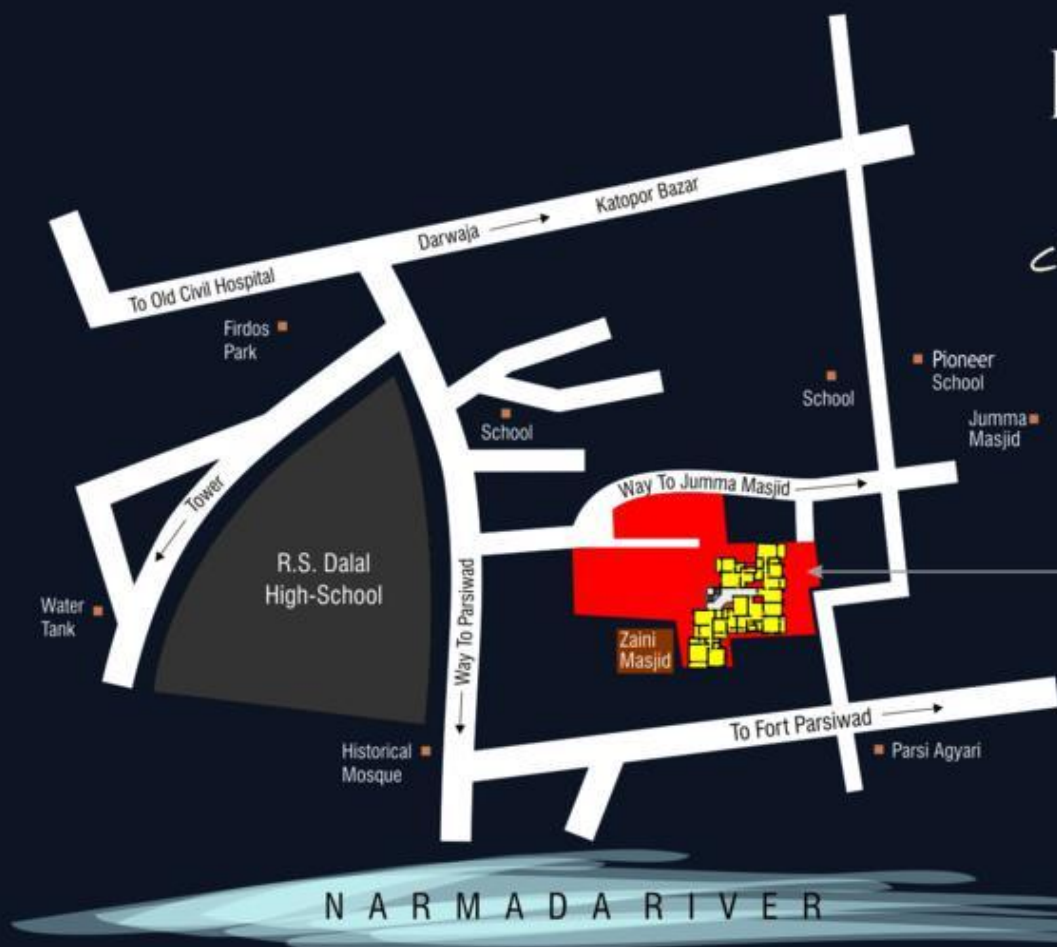 Katopor Bazar
Darwaja
To Old Civil Hospital
Firdos
Park
Pioneer
School
School
Jumma
Masjid
School
Way To Jumma Masjid
Tower
R.S. Dalal
High-School
Water
Tank
Way To Parsiwad
Zaini
Masjid
To Fort Parsiwad
Historical
Mosque
Parsi Agyari
NARMADA RIVER